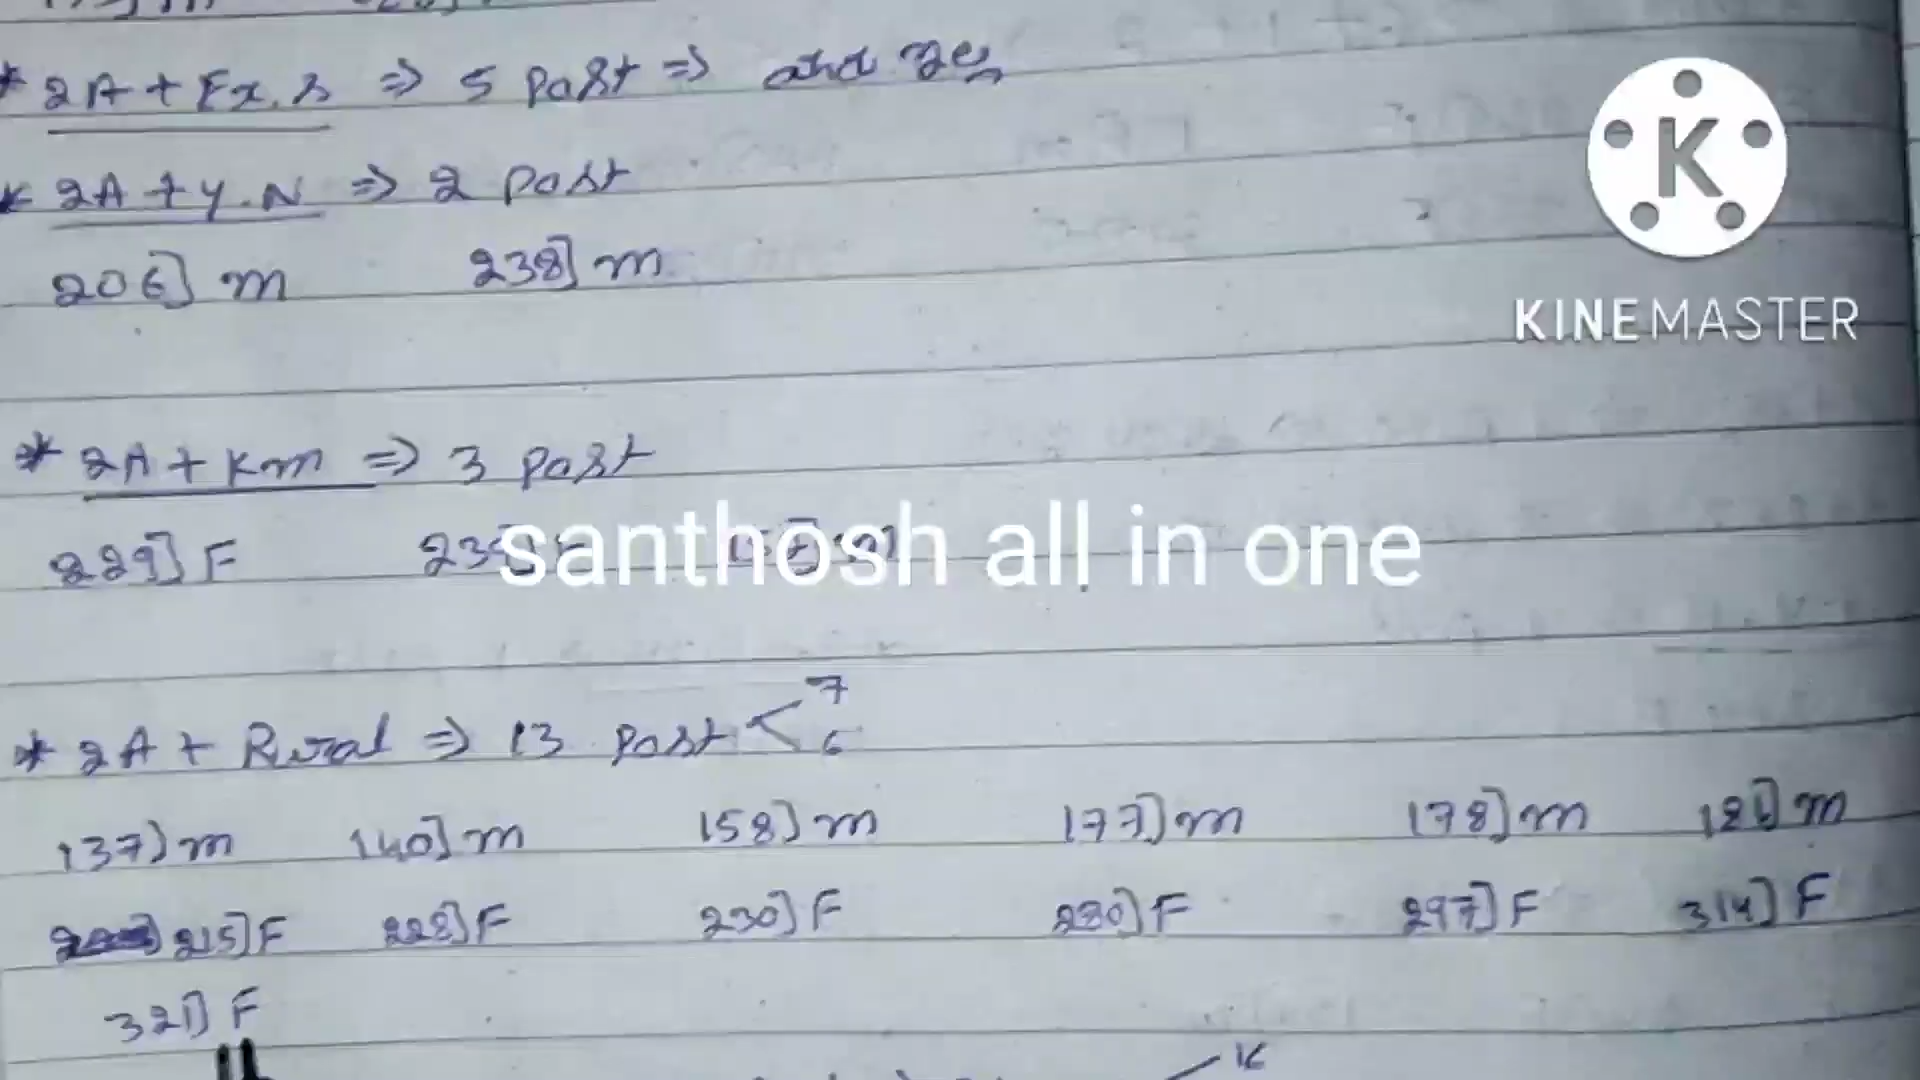 * 2A + Ex.s => 5 Post =>
* 2A + Y.N => 2 Post
206] m 238] m
KINEMASTER
* 2A + Km => 3 Post
229] F
santhosh all in one
* 2A + Rural => 13 Post < 7 6
137) m 140] m 158] m 177] m 178] m m
215] F 228] F 230] F 280] F 297] F 314] F
321] F